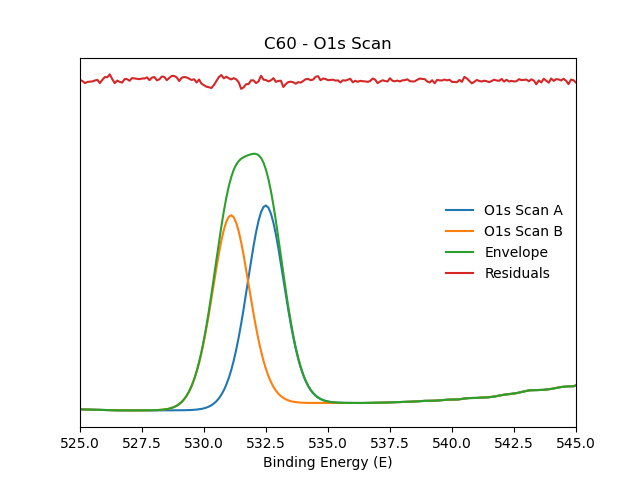 C60 - O1s Scan
O1s Scan A
O1s Scan B
Envelope
Residuals
525.0 527.5 530.0 532.5 535.0 537.5 540.0 542.5 545.0
Binding Energy (E)